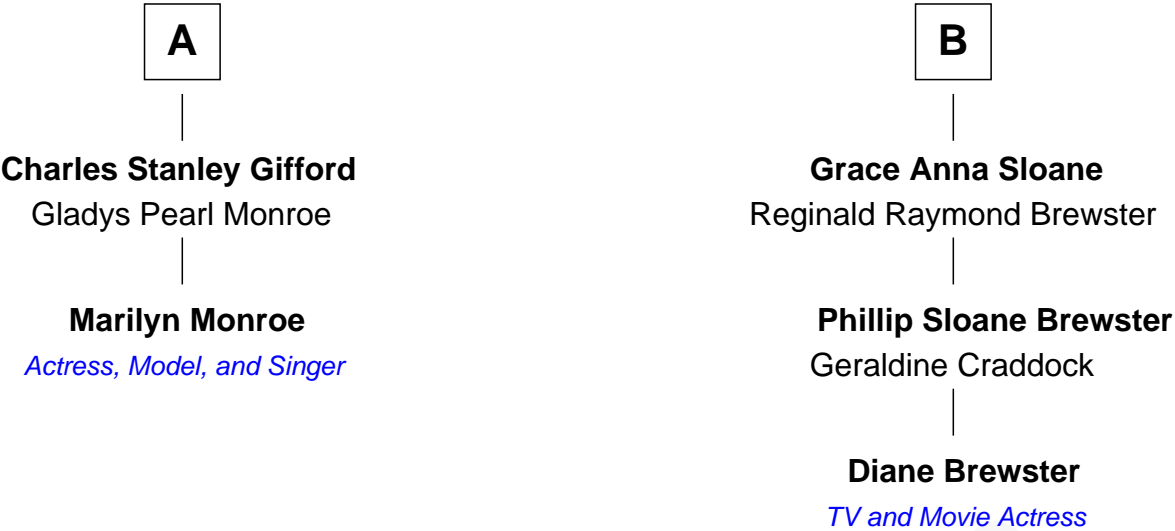 A
Charles Stanley Gifford
Gladys Pearl Monroe
Marilyn Monroe
Actress, Model, and Singer
B
Grace Anna Sloane
Reginald Raymond Brewster
Phillip Sloane Brewster
Geraldine Craddock
Diane Brewster
TV and Movie Actress